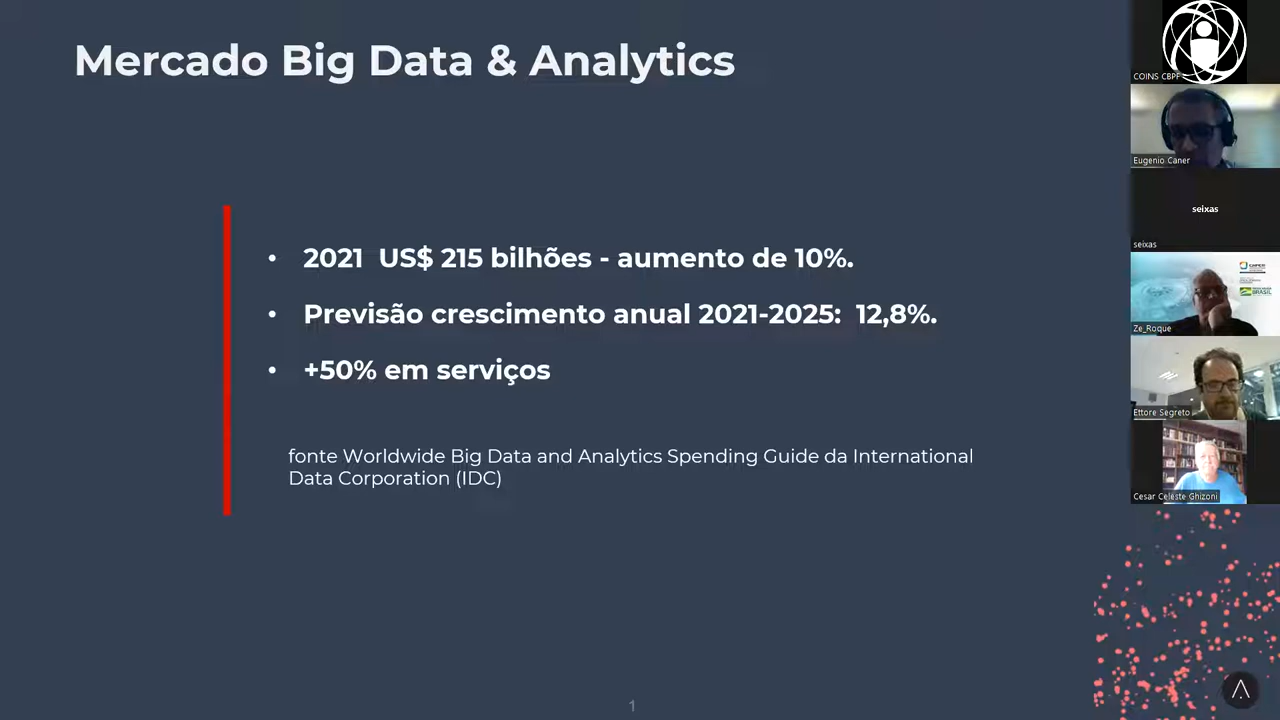 Mercado Big Data & Analytics
• 2021 US$ 215 bilhões - aumento de 10%.
• Previsão crescimento anual 2021-2025: 12,8%.
• +50% em serviços
fonte Worldwide Big Data and Analytics Spending Guide da International
Data Corporation (IDC)
1
COINS CBPF
Eugenio Caner
seixas
seixas
BRASIL
Ze_Roque
Ettore Segreto
Cesar Celeste Ghizoni